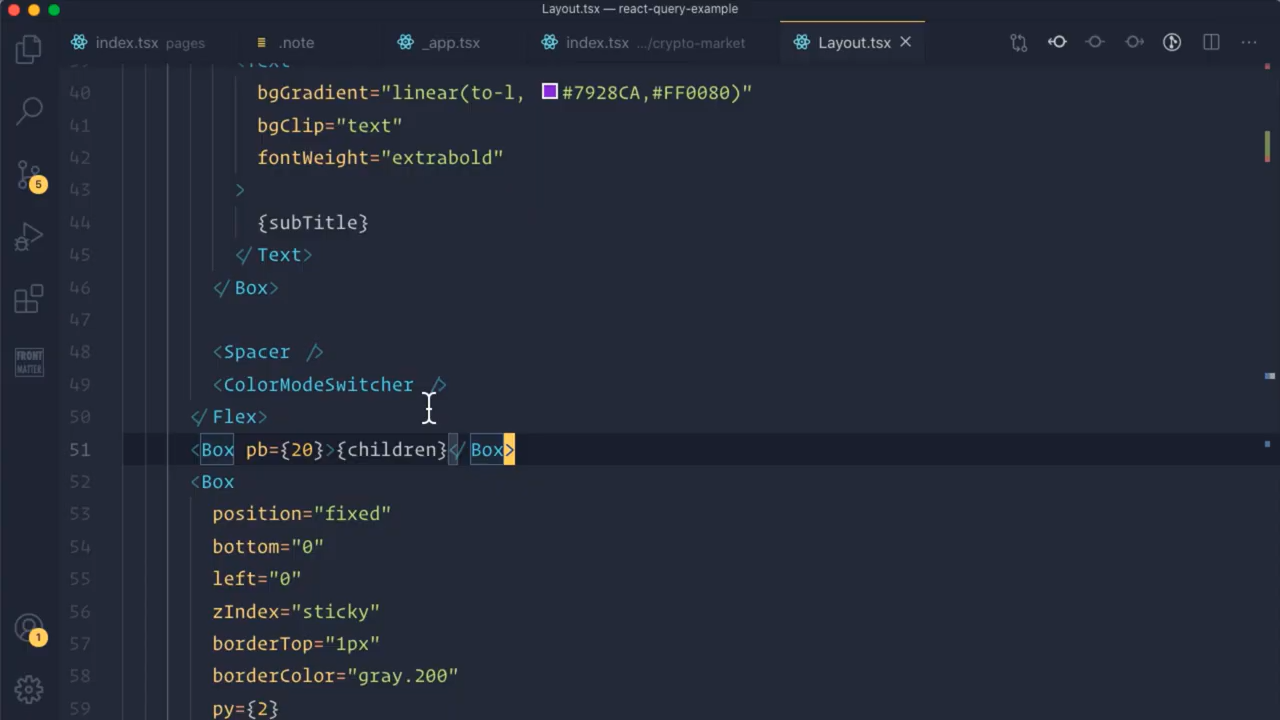 Layout.tsx — react-query-example
index.tsx pages .note _app.tsx index.tsx .../crypto-market Layout.tsx
40 bgGradient="linear(to-l, #7928CA,#FF0080)"
41 bgClip="text"
42 fontWeight="extrabold"
43 >
44 {subTitle}
45 </Text>
46 </Box>
47
48 <Spacer />
49 <ColorModeSwitcher />
50 </Flex>
51 <Box pb={20}>{children}</Box>
52 <Box
53 position="fixed"
54 bottom="0"
55 left="0"
56 zIndex="sticky"
57 borderTop="1px"
58 borderColor="gray.200"
59 py={2}
5
FRONT
MATTER
1